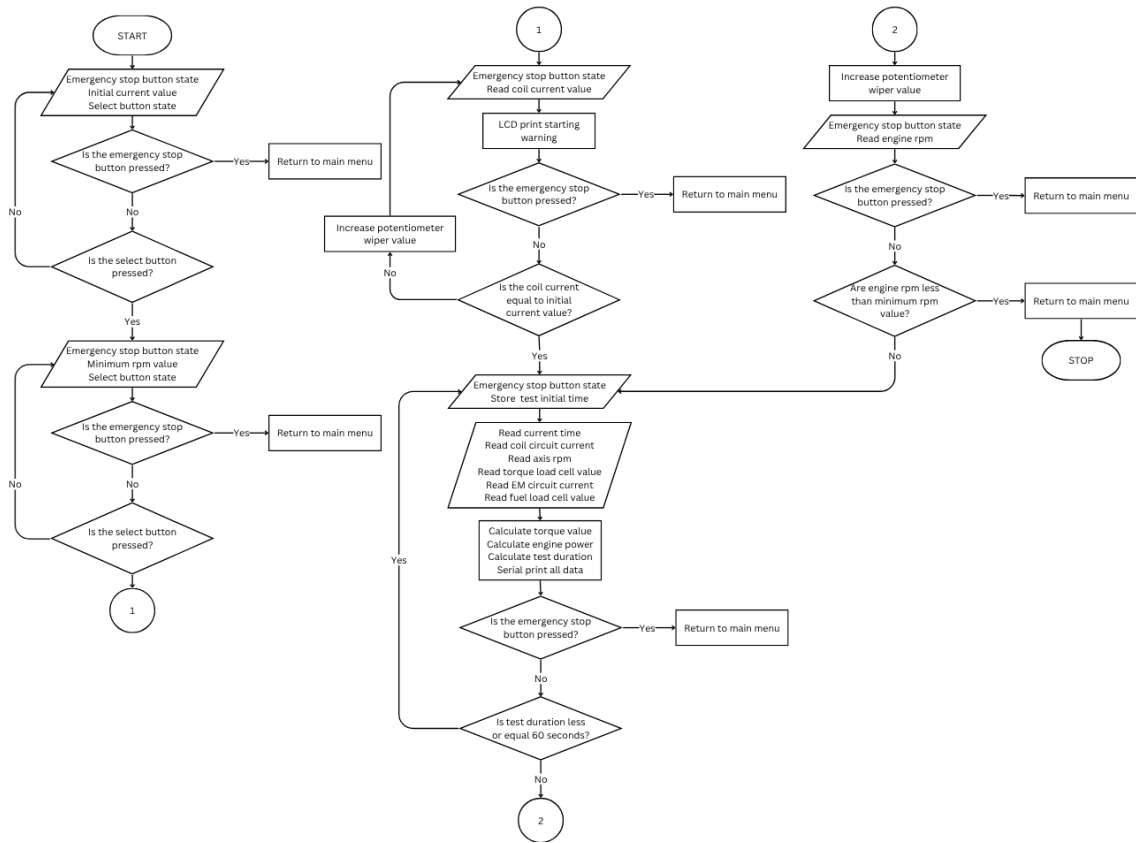 START
Emergency stop button state
Initial current value
Select button state
Is the emergency stop
button pressed?
Yes
Return to main menu
No
No
Is the select button
pressed?
Yes
Emergency stop button state
Minimum rpm value
Select button state
Is the emergency stop
button pressed?
Yes
Return to main menu
No
No
Is the select button
pressed?
1
1
Emergency stop button state
Read coil current value
LCD print starting
warning
Is the emergency stop
button pressed?
Yes
Return to main menu
Increase potentiometer
wiper value
No
No
Is the coil current
equal to initial
current value?
Yes
Emergency stop button state
Store test initial time
Read current time
Read coil circuit current
Read axis rpm
Read torque load cell value
Read EM circuit current
Read fuel load cell value
Calculate torque value
Calculate engine power
Calculate test duration
Serial print all data
Yes
Is the emergency stop
button pressed?
Yes
Return to main menu
No
Is test duration less
or equal 60 seconds?
No
2
2
Increase potentiometer
wiper value
Emergency stop button state
Read engine rpm
Is the emergency stop
button pressed?
Yes
Return to main menu
No
Are engine rpm less
than minimum rpm
value?
Yes
Return to main menu
No
STOP